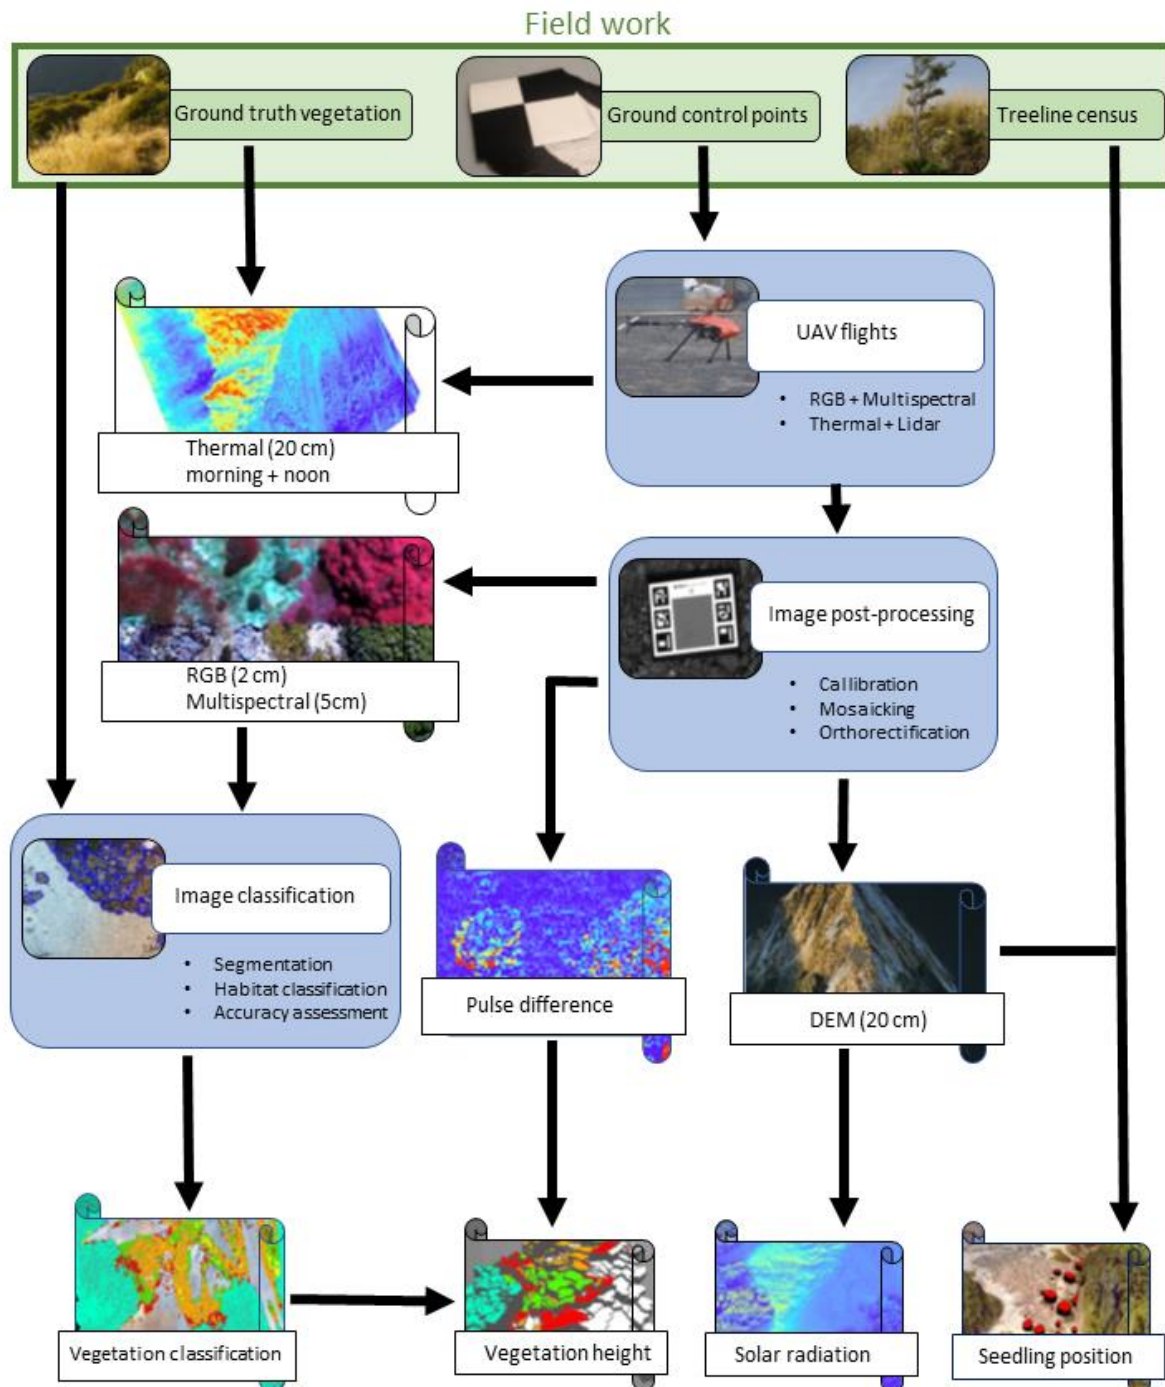 Field work
Ground truth vegetation
Ground control points
Treeline census
UAV flights
• RGB + Multispectral
• Thermal + Lidar
Thermal (20 cm)
morning + noon
Image post-processing
• Callibration
• Mosaicking
• Orthorectification
RGB (2 cm)
Multispectral (5cm)
Image classification
• Segmentation
• Habitat classification
• Accuracy assessment
Pulse difference
DEM (20 cm)
Vegetation classification
Vegetation height
Solar radiation
Seedling position